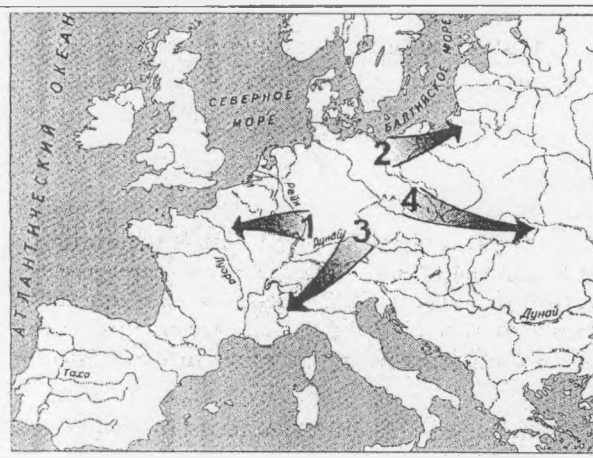 АТЛАНТИЧЕСКИЙ ОКЕАН
СЕВЕРНОЕ
МОРЕ
БАЛТИЙСКОЕ МОРЕ
2
4
Рейн
1
3
Дунай
Луара
Дунай
Тахо